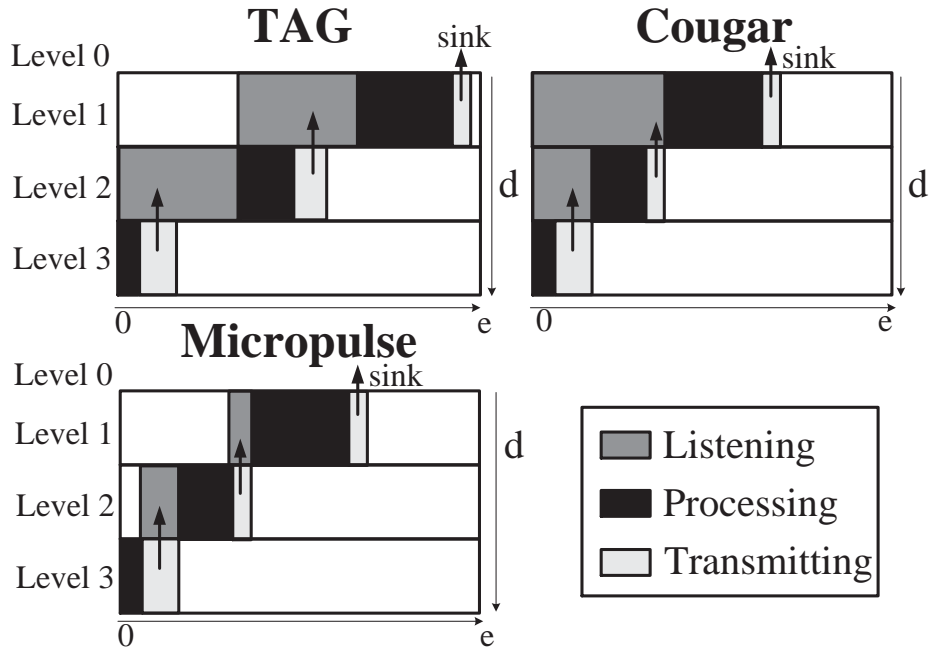 TAG
Level 0
sink
Level 1
Level 2
Level 3
d
0
e
Cougar
sink
d
0
e
Micropulse
Level 0
sink
Level 1
Level 2
Level 3
d
0
e
Listening
Processing
Transmitting